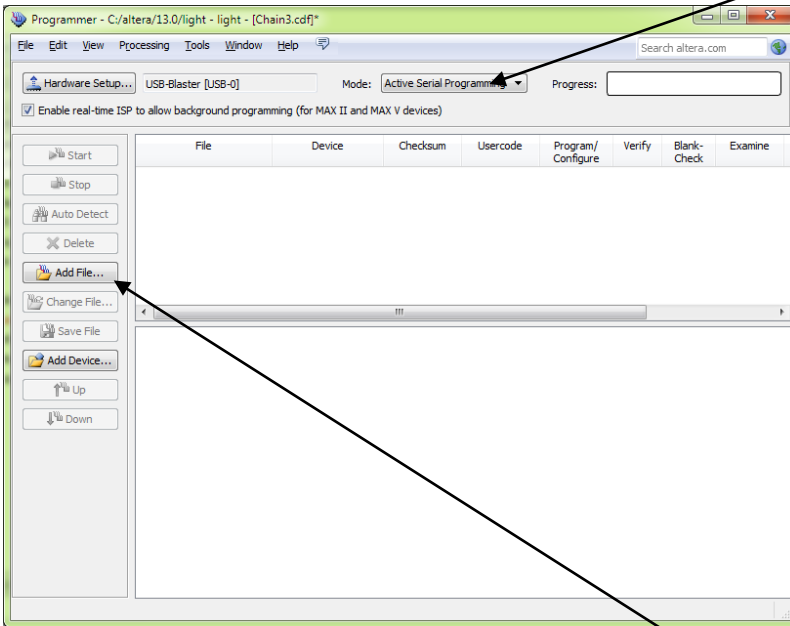 Programmer - C:/altera/13.0/light - light - [Chain3.cdf]*
File Edit View Processing Tools Window Help
Search altera.com
Hardware Setup... USB-Blaster [USB-0] Mode: Active Serial Programming Progress:
Enable real-time ISP to allow background programming (for MAX II and MAX V devices)
File Device Checksum Usercode Program/ Verify Blank- Examine
Configure Check
Start
Stop
Auto Detect
Delete
Add File...
Change File...
Save File
Add Device...
Up
Down